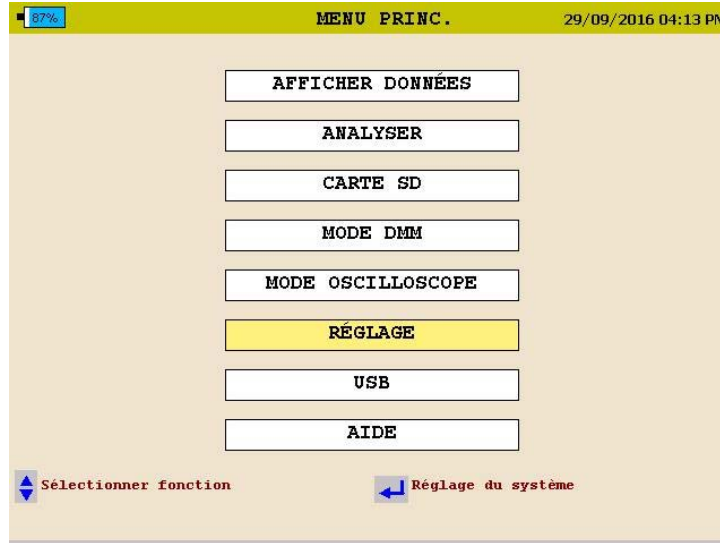 87% MENU PRINC. 29/09/2016 04:13 PM
AFFICHER DONNÉES
ANALYSER
CARTE SD
MODE DMM
MODE OSCILLOSCOPE
RÉGLAGE
USB
AIDE
Sélectionner fonction Réglage du système